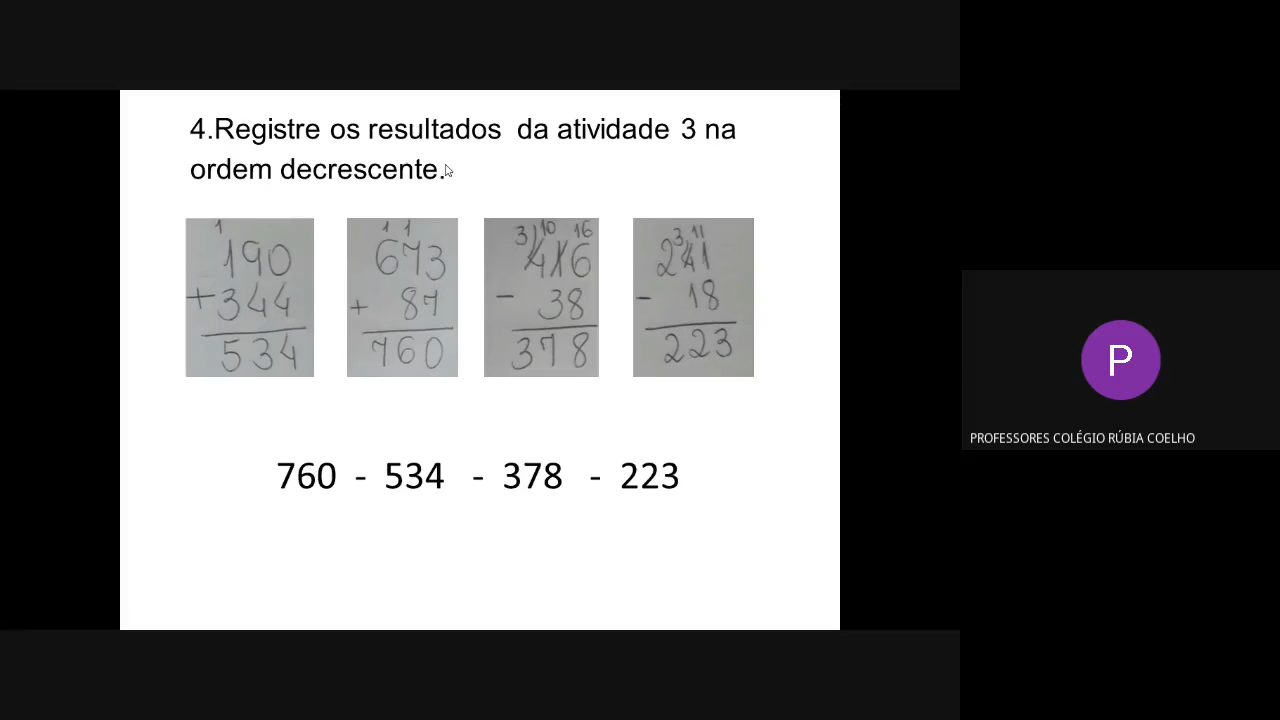 4.Registre os resultados da atividade 3 na
ordem decrescente.
1
190
+344
534
1 1
673
+ 87
760
3 10 16
416
- 38
378
3 11
241
- 18
223
760 - 534 - 378 - 223
P
PROFESSORES COLÉGIO RÚBIA COELHO